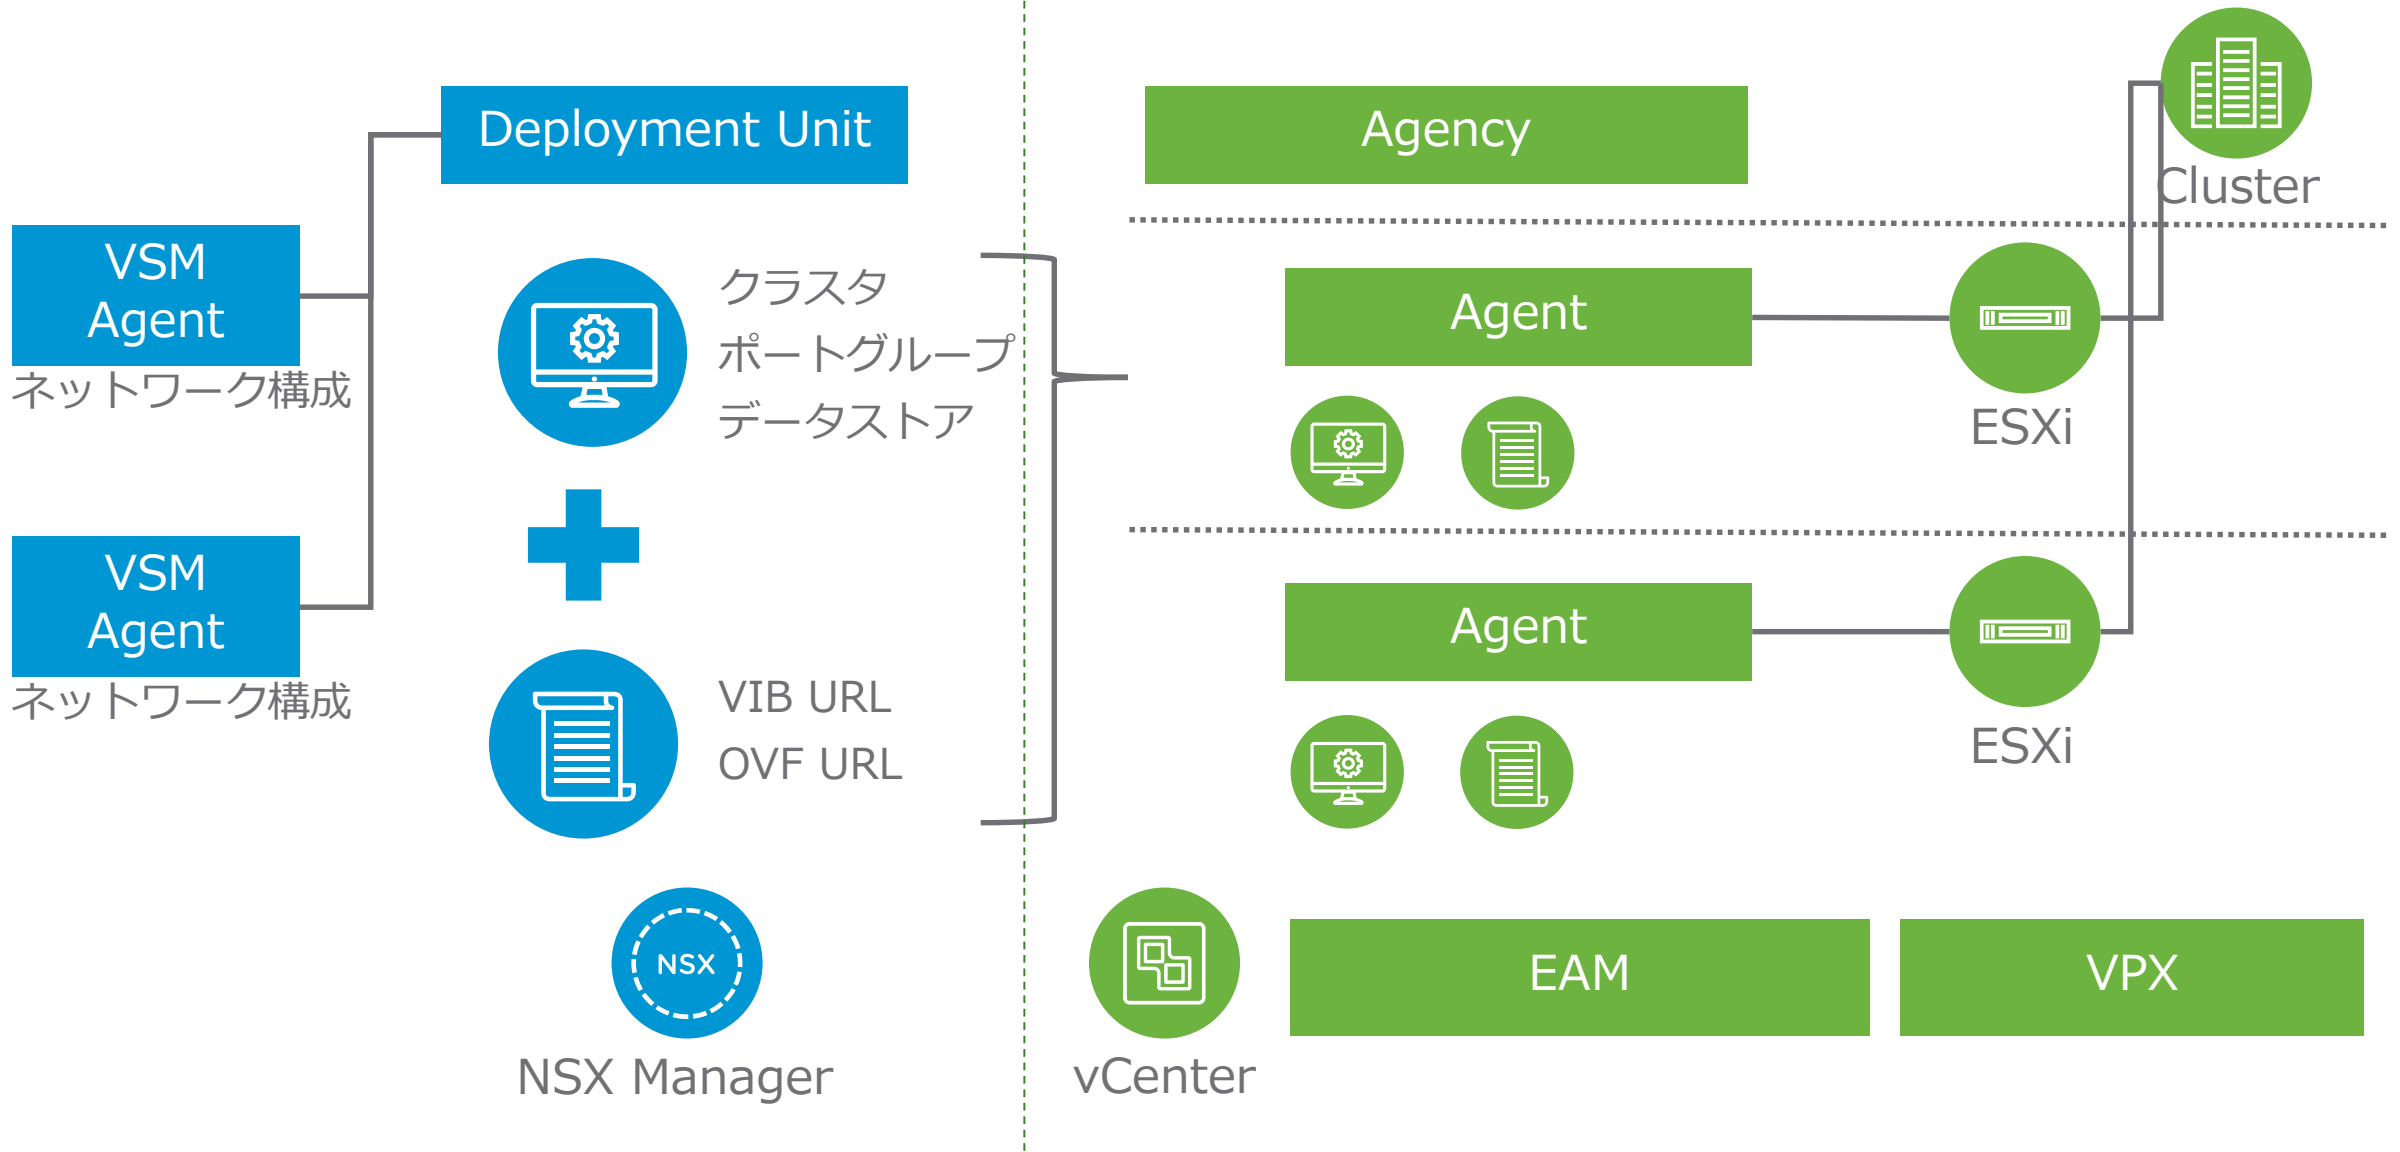 Deployment Unit
VSM
Agent
ネットワーク構成
VSM
Agent
ネットワーク構成
クラスタ
ポートグループ
データストア
VIB URL
OVF URL
NSX
NSX Manager
Agency
Cluster
Agent
ESXi
Agent
ESXi
vCenter
EAM
VPX